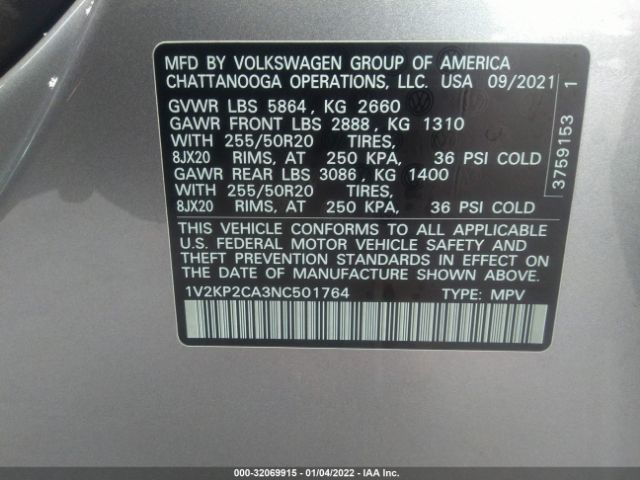 MFD BY VOLKSWAGEN GROUP OF AMERICA
CHATTANOOGA OPERATIONS, LLC. USA 09/2021
GVWR LBS 5864, KG 2660
GAWR FRONT LBS 2888, KG 1310
WITH 255/50R20 TIRES,
8JX20 RIMS, AT 250 KPA, 36 PSI COLD
GAWR REAR LBS 3086, KG 1400
WITH 255/50R20 TIRES,
8JX20 RIMS, AT 250 KPA, 36 PSI COLD
THIS VEHICLE CONFORMS TO ALL APPLICABLE
U.S. FEDERAL MOTOR VEHICLE SAFETY AND
THEFT PREVENTION STANDARDS IN EFFECT ON
THE DATE OF MANUFACTURE SHOWN ABOVE.
1V2KP2CA3NC501764 TYPE: MPV
3759153 1
000-32069915 - 01/04/2022 - IAA Inc.